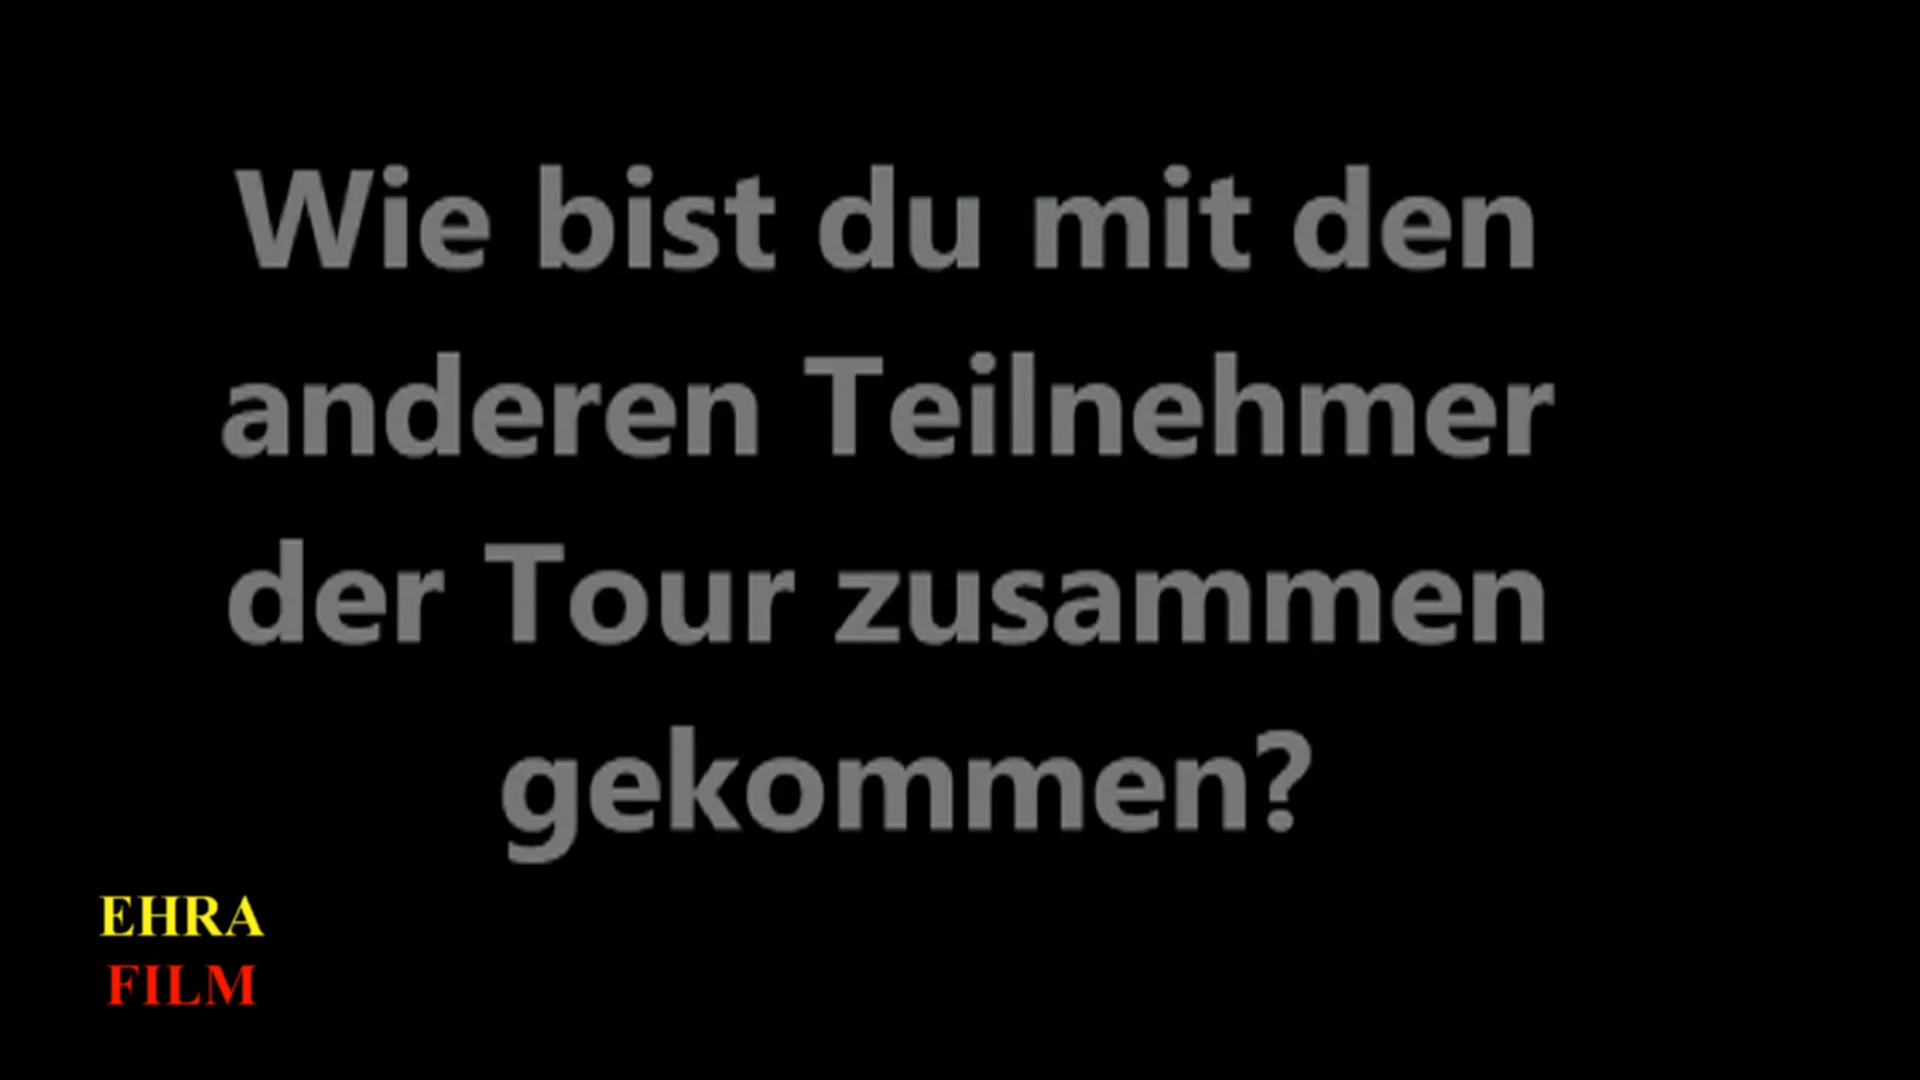 Wie bist du mit den
anderen Teilnehmer
der Tour zusammen
gekommen?
EHRA
FILM